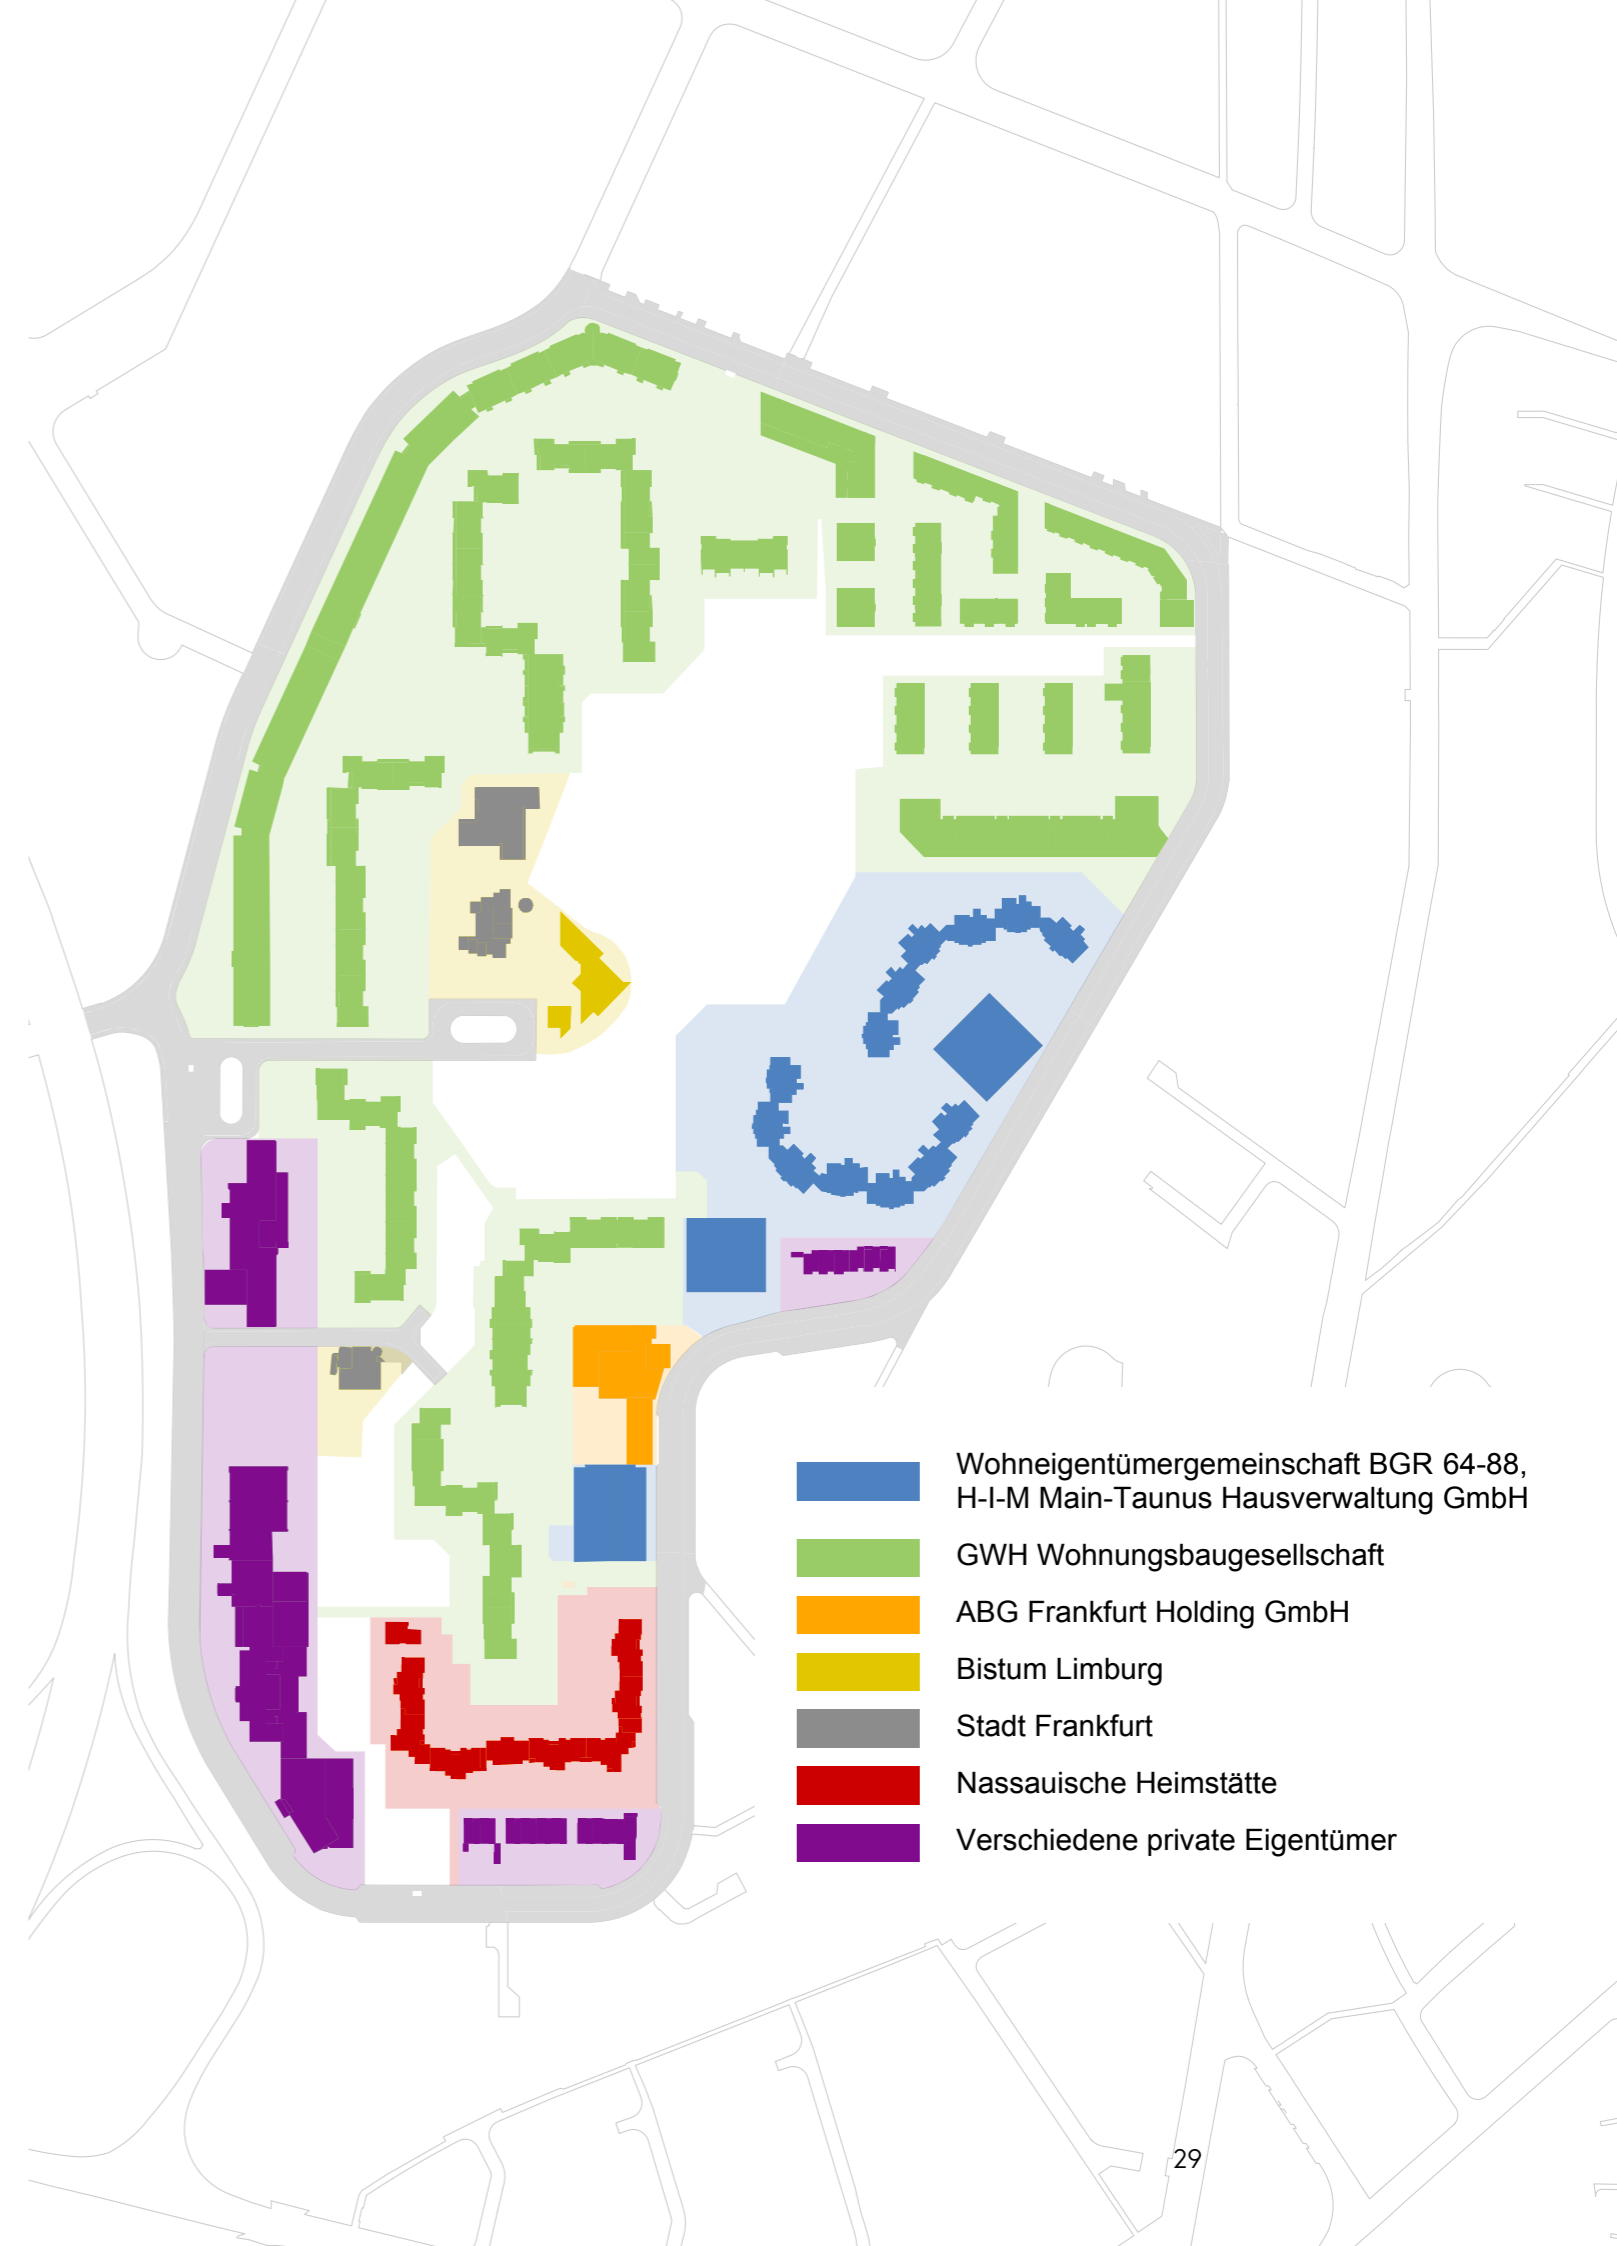 Wohneigentümergemeinschaft BGR 64-88,
H-I-M Main-Taunus Hausverwaltung GmbH
GWH Wohnungsbaugesellschaft
ABG Frankfurt Holding GmbH
Bistum Limburg
Stadt Frankfurt
Nassauische Heimstätte
Verschiedene private Eigentümer
29